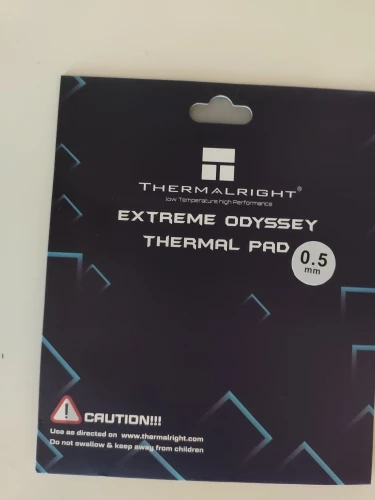 THERMALRIGHT®
low Temperature high Performance
EXTREME ODYSSEY
THERMAL PAD
0.5
mm
CAUTION!!!
Use as directed on www.thermalright.com
Do not swallow & keep away from children